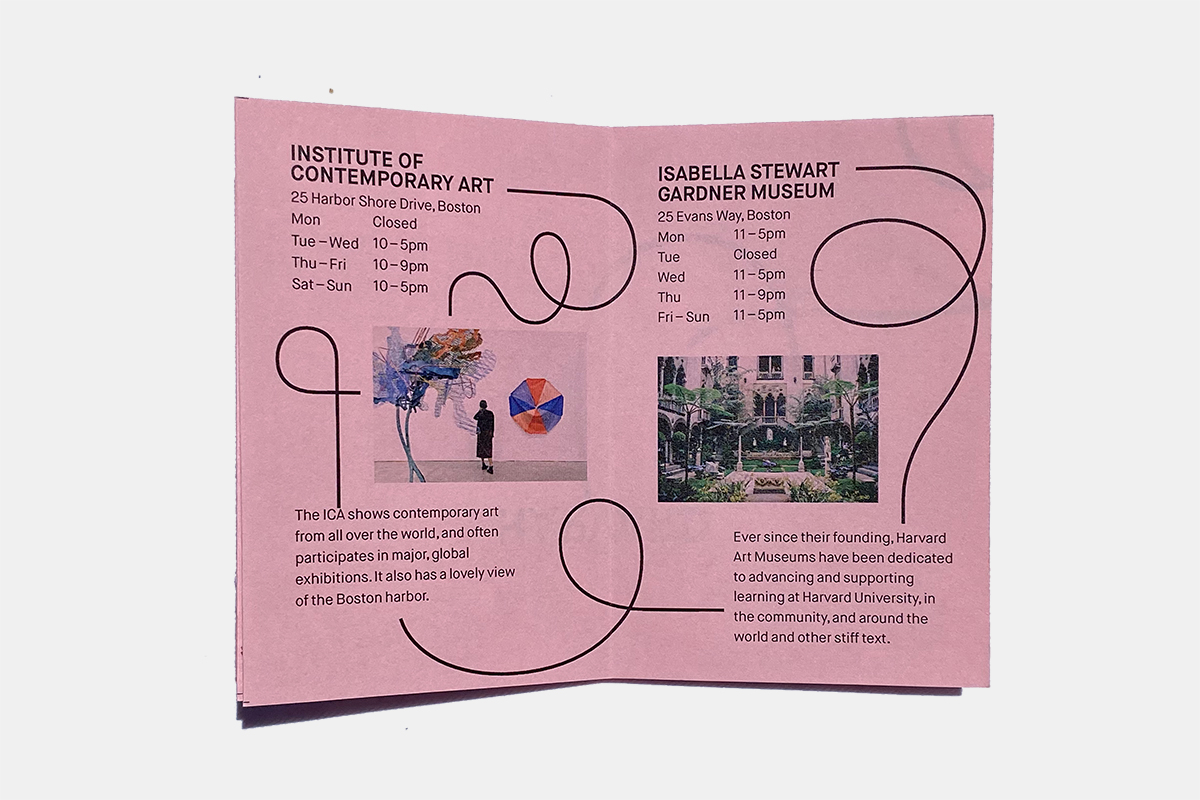 INSTITUTE OF
CONTEMPORARY ART
25 Harbor Shore Drive, Boston
Mon Closed
Tue – Wed 10 – 5pm
Thu – Fri 10 – 9pm
Sat – Sun 10 – 5pm
The ICA shows contemporary art
from all over the world, and often
participates in major, global
exhibitions. It also has a lovely view
of the Boston harbor.
ISABELLA STEWART
GARDNER MUSEUM
25 Evans Way, Boston
Mon 11 – 5pm
Tue Closed
Wed 11 – 5pm
Thu 11 – 9pm
Fri – Sun 11 – 5pm
Ever since their founding, Harvard
Art Museums have been dedicated
to advancing and supporting
learning at Harvard University, in
the community, and around the
world and other stiff text.